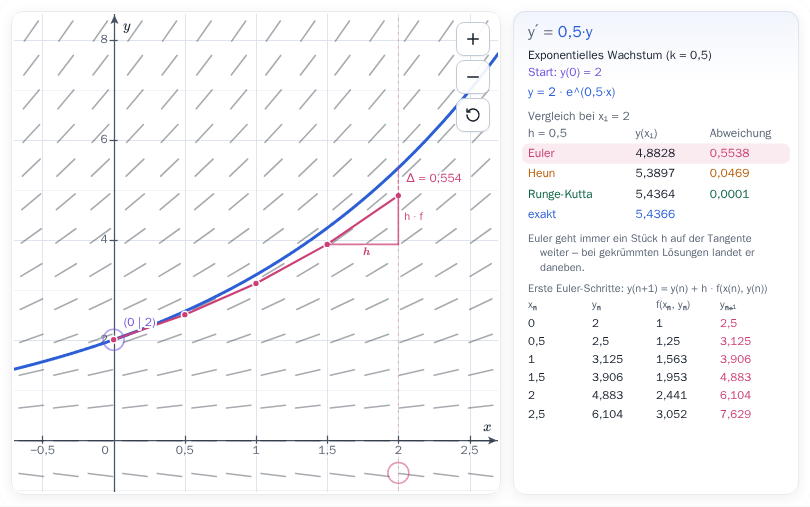 y
8
6
4
2
−0,5
0
0,5
1
1,5
2
2,5
x
(0 | 2)
Δ = 0,554
h · f
h
+
−
y´ = 0,5·y
Exponentielles Wachstum (k = 0,5)
Start: y(0) = 2
y = 2 · e^(0,5·x)
Vergleich bei x₁ = 2
h = 0,5 y(x₁) Abweichung
Euler 4,8828 0,5538
Heun 5,3897 0,0469
Runge-Kutta 5,4364 0,0001
exakt 5,4366
Euler geht immer ein Stück h auf der Tangente
weiter – bei gekrümmten Lösungen landet er
daneben.
Erste Euler-Schritte: y(n+1) = y(n) + h · f(x(n), y(n))
xₙ yₙ f(xₙ, yₙ) yₙ₊₁
0 2 1 2,5
0,5 2,5 1,25 3,125
1 3,125 1,563 3,906
1,5 3,906 1,953 4,883
2 4,883 2,441 6,104
2,5 6,104 3,052 7,629